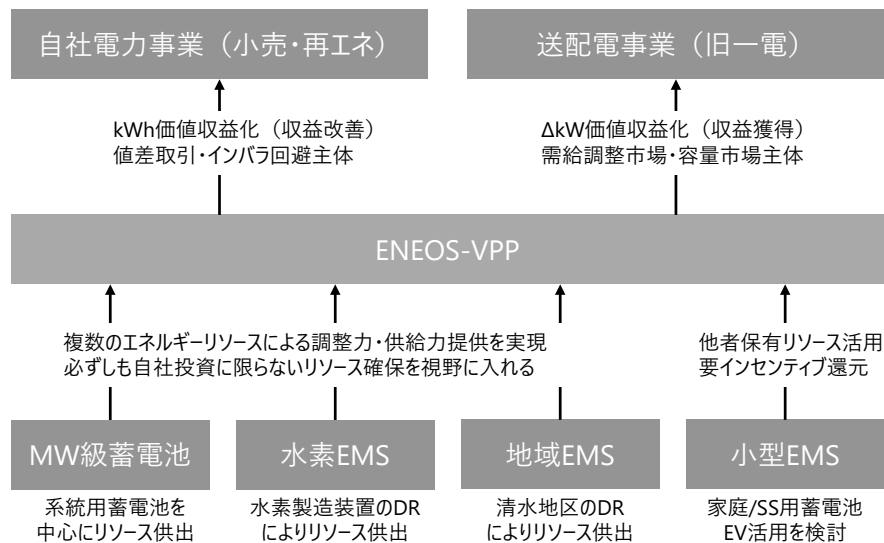 自社電力事業（小売・再エネ）
送配電事業（旧一電）
kWh価値収益化（収益改善）
値差取引・インバラ回避主体
ΔkW価値収益化（収益獲得）
需給調整市場・容量市場主体
ENEOS-VPP
複数のエネルギーリソースによる調整力・供給力提供を実現
必ずしも自社投資に限らないリソース確保を視野に入れる
他者保有リソース活用
要インセンティブ還元
MW級蓄電池
水素EMS
地域EMS
小型EMS
系統用蓄電池を
中心にリソース供出
水素製造装置のDR
によりリソース供出
清水地区のDR
によりリソース供出
家庭/SS用蓄電池
EV活用を検討